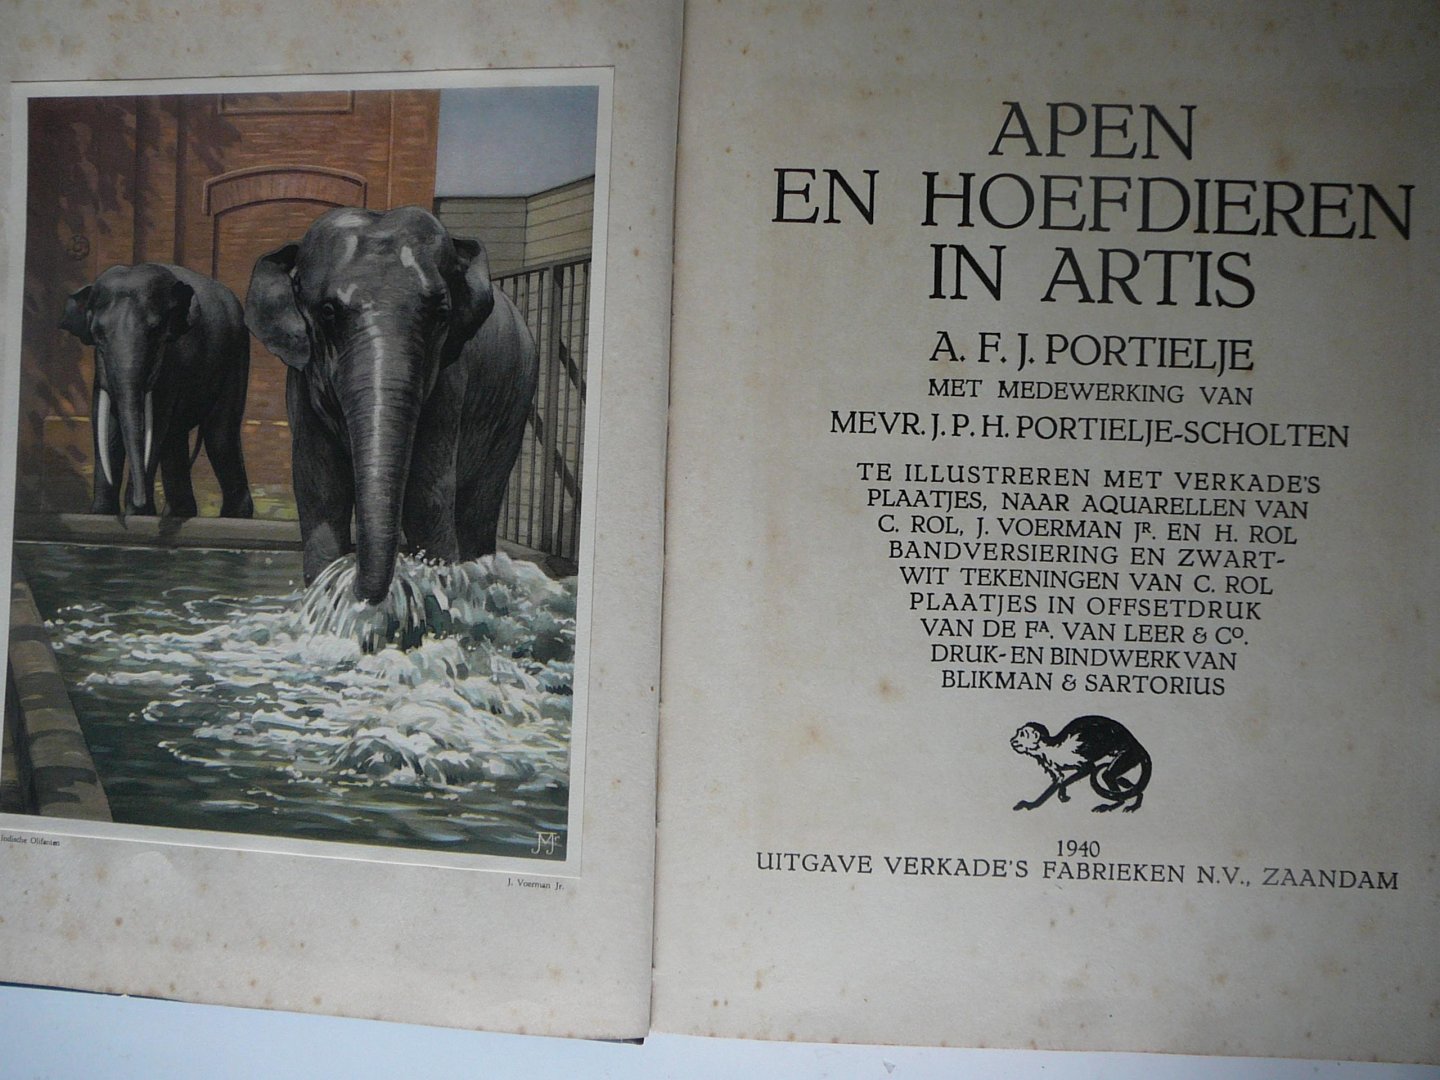 Indische Olifanten
J. Voerman Jr.
APEN
EN HOEFDIEREN
IN ARTIS
A. F. J. PORTIELJE
MET MEDEWERKING VAN
MEVR. J. P. H. PORTIELJE-SCHOLTEN
TE ILLUSTREREN MET VERKADE'S
PLAATJES, NAAR AQUARELLEN VAN
C. ROL, J. VOERMAN JR. EN H. ROL
BANDVERSIERING EN ZWART-
WIT TEKENINGEN VAN C. ROL
PLAATJES IN OFFSETDRUK
VAN DE FA. VAN LEER & CO.
DRUK- EN BINDWERK VAN
BLIKMAN & SARTORIUS
1940
UITGAVE VERKADE'S FABRIEKEN N.V., ZAANDAM